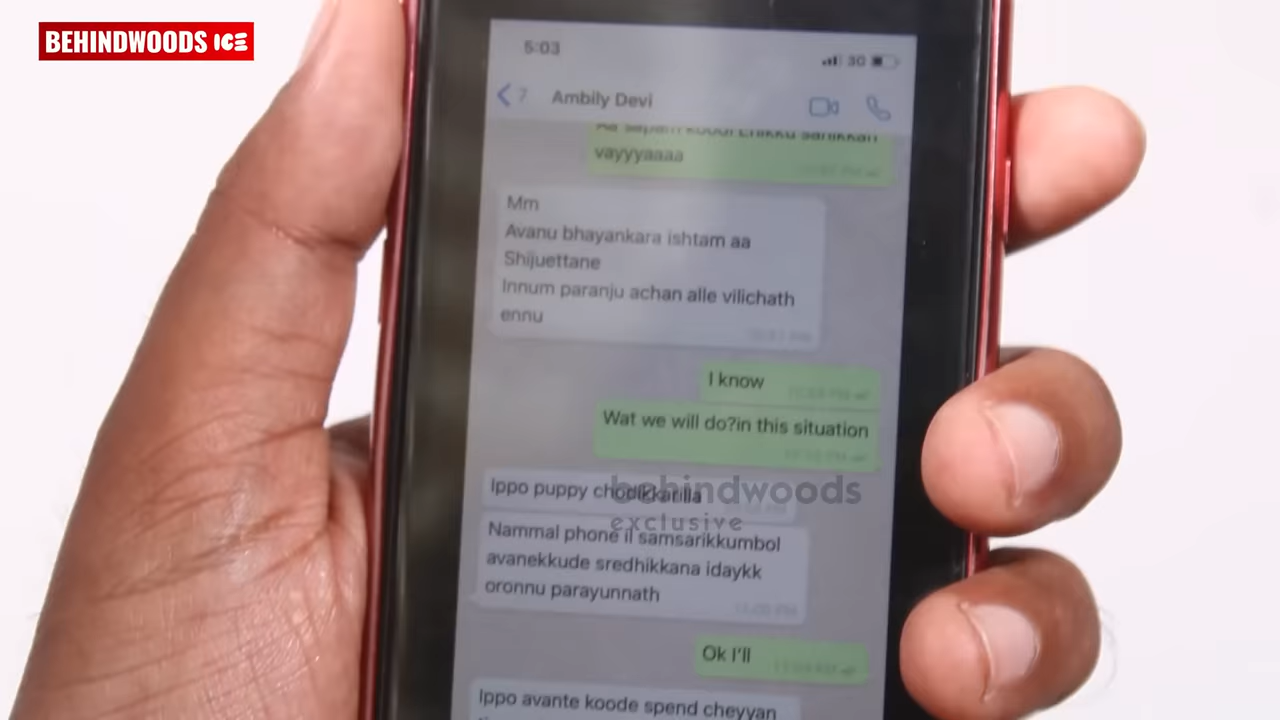 BEHINDWOODS ICE
5:03
30
7
Ambily Devi
vayyyaaaa
Mm
Avanu bhayankara ishtam aa
Shijuettane
Innum paranju achan alle vilichath
ennu
I know
Wat we will do?in this situation
behindwoods
exclusive
Ippo puppy chodikkarilla
Nammal phone il samsarikkumbol
avanekkude sredhikkana idaykk
oronnu parayunnath
Ok I'll
Ippo avante koode spend cheyyan